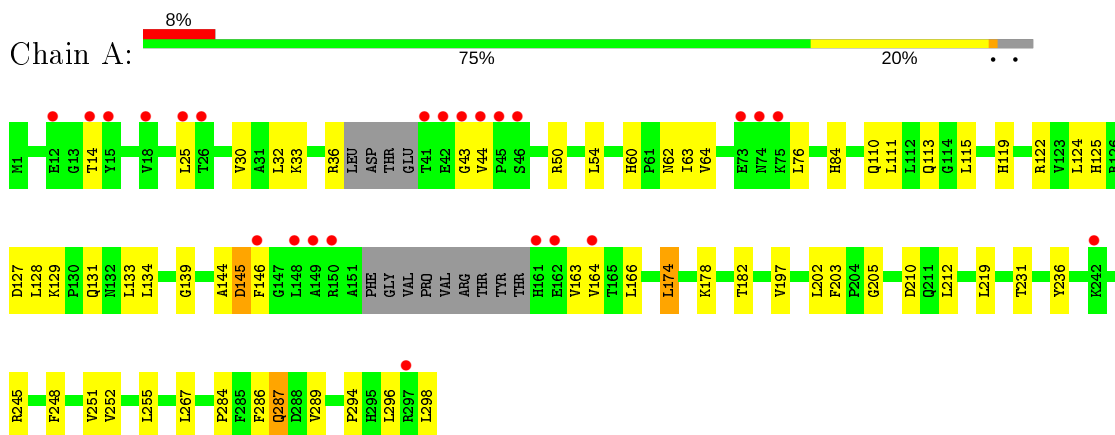 8%
Chain A:
75% 20% • •
M1 E12 G13 T14 Y15 V18 L25 T26 V30 A31 L32 K33 R36 LEU ASP THR GLU T41 E42 G43 V44 P45 S46 R50 L54 H60 P61 N62 I63 V64 E73 N74 K75 L76 H84 Q110 L111 L112 Q113 G114 L115 H119 R122 V123 L124 H125 R126
D127 L128 K129 P130 Q131 N132 L133 L134 G139 A144 D145 F146 G147 L148 A149 R150 A151 PHE GLY VAL PRO VAL ARG THR TYR THR H161 E162 V163 V164 T165 L166 L174 K178 T182 V197 L202 F203 P204 G205 D210 Q211 L212 L219 T231 Y236 K242
R245 F248 V251 V252 L255 L267 P284 F285 F286 Q287 D288 V289 P294 H295 L296 R297 L298